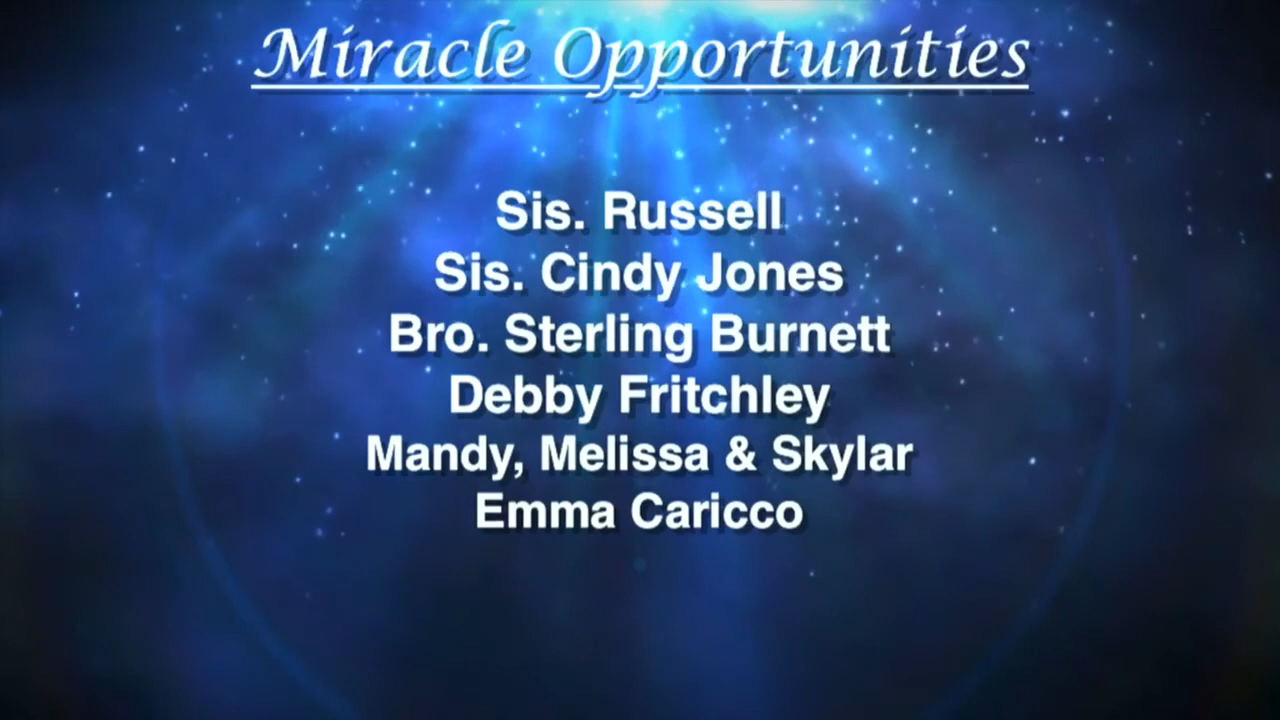 Miracle Opportunities
Sis. Russell
Sis. Cindy Jones
Bro. Sterling Burnett
Debby Fritchley
Mandy, Melissa & Skylar
Emma Caricco